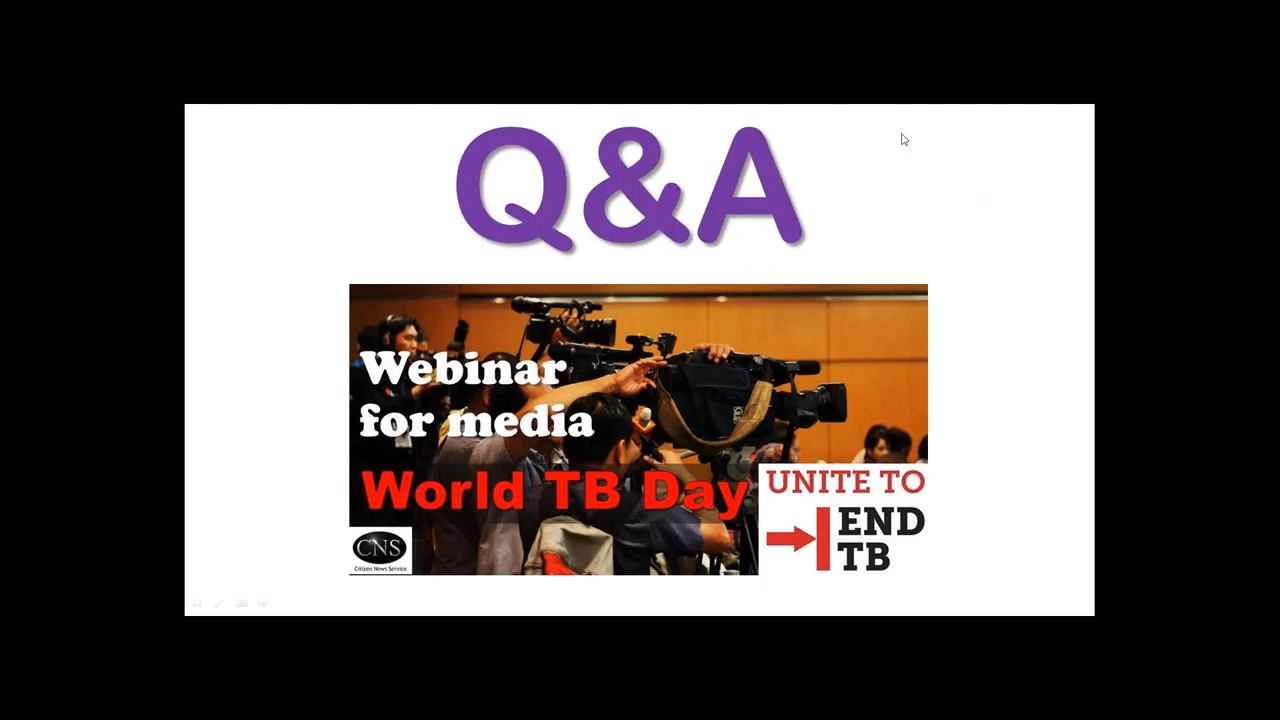 Q&A
Webinar
for media
World TB Day
UNITE TO
END
TB
CNS
Citizen News Service